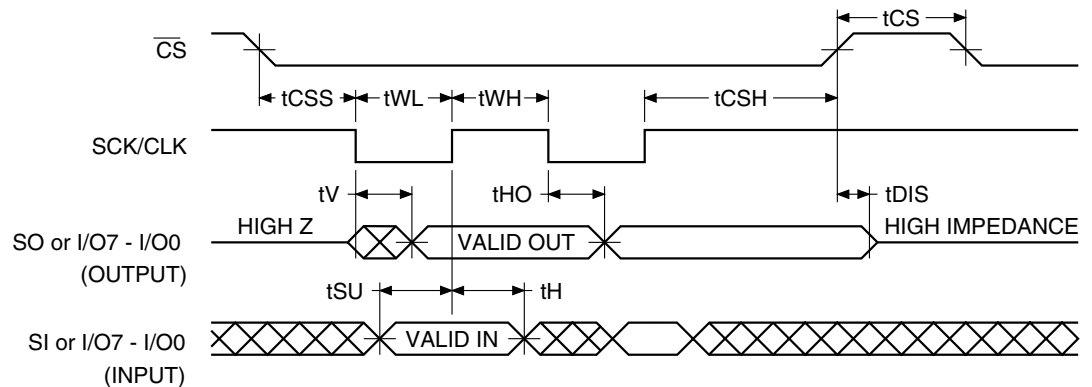 tCS
CS
tCSS tWL tWH tCSH
SCK/CLK
tV tHO tDIS
HIGH Z VALID OUT HIGH IMPEDANCE
SO or I/O7 - I/O0
(OUTPUT)
tSU tH
SI or I/O7 - I/O0 VALID IN
(INPUT)